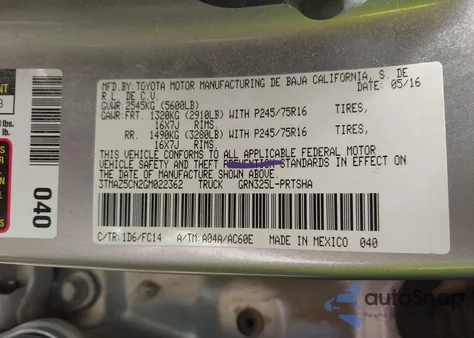 MFD.BY:TOYOTA MOTOR MANUFACTURING DE BAJA CALIFORNIA, S. DE
R.L. DE C.V. DATE: 05/16
GVWR: 2545KG (5600LB)
GAWR: FRT. 1320KG (2910LB) WITH P245/75R16 TIRES,
16X7J RIMS
RR. 1490KG (3280LB) WITH P245/75R16 TIRES,
16X7J RIMS
THIS VEHICLE CONFORMS TO ALL APPLICABLE FEDERAL MOTOR
VEHICLE SAFETY AND THEFT PREVENTION STANDARDS IN EFFECT ON
THE DATE OF MANUFACTURE SHOWN ABOVE.
3TMAZ5CN2GM022362 TRUCK GRN325L-PRTSHA
C/TR: 1D6/FC14 A/TM: A04A/AC60E MADE IN MEXICO 040
040
autoSnap